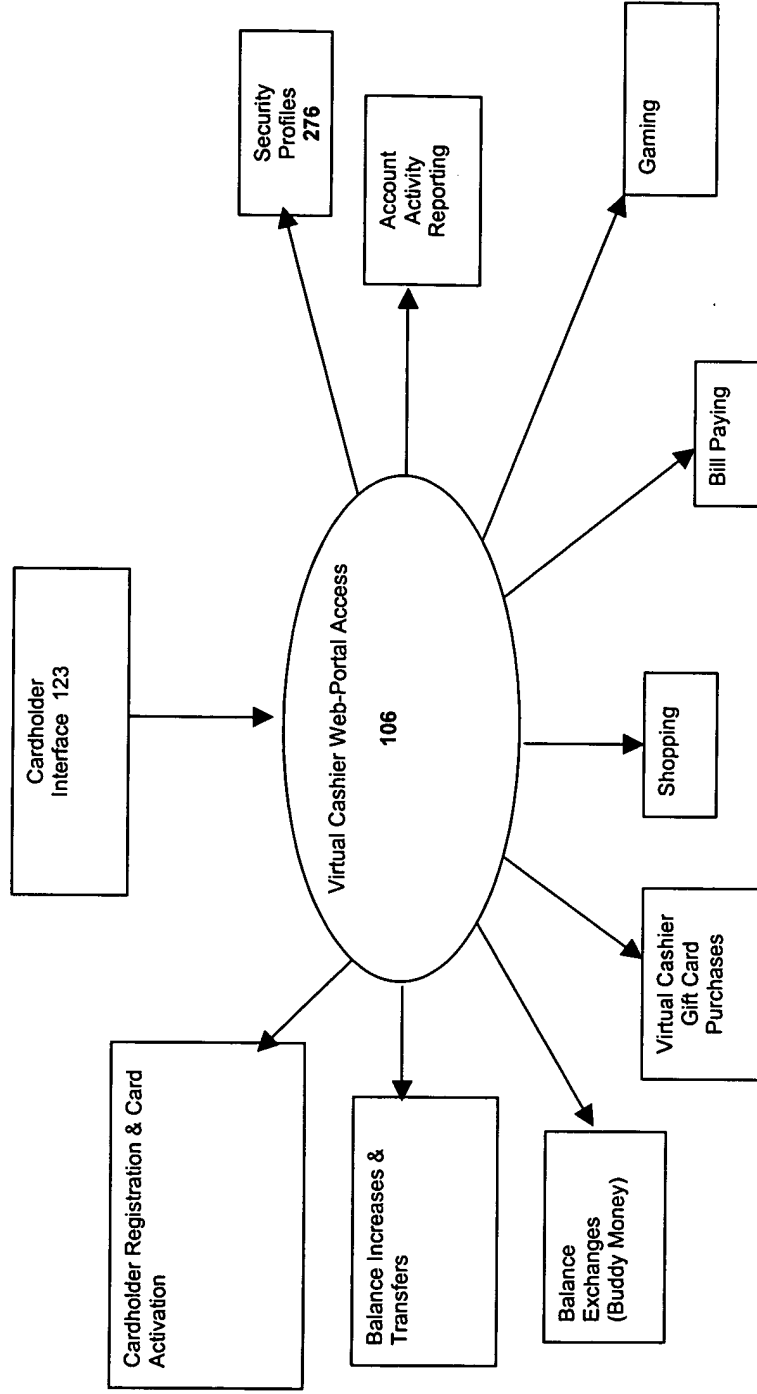 Cardholder
Interface 123
Cardholder Registration & Card
Activation
Security
Profiles
276
Virtual Cashier Web-Portal Access
106
Balance Increases &
Transfers
Account
Activity
Reporting
Balance
Exchanges
(Buddy Money)
Virtual Cashier
Gift Card
Purchases
Shopping
Bill Paying
Gaming